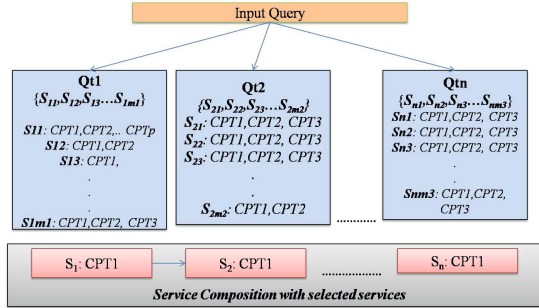 Input Query
Qt1
{S11,S12,S13...S1m1}
S11: CPT1,CPT2,.. CPTp
S12: CPT1,CPT2
S13: CPT1,
.
.
.
S1m1: CPT1,CPT2, CPT3
Qt2
{S21,S22,S23...S2m2}
S21: CPT1,CPT2, CPT3
S22: CPT1,CPT2, CPT3
S23: CPT1,CPT2, CPT3
.
.
S2m2: CPT1,CPT2
............
Qtn
{Sn1,Sn2,Sn3...Snm3}
Sn1: CPT1,CPT2, CPT3
Sn2: CPT1,CPT2, CPT3
Sn3: CPT1,CPT2, CPT3
.
.
Snm3: CPT1,CPT2,
CPT3
S1: CPT1
S2: CPT1
..................
Sn: CPT1
Service Composition with selected services